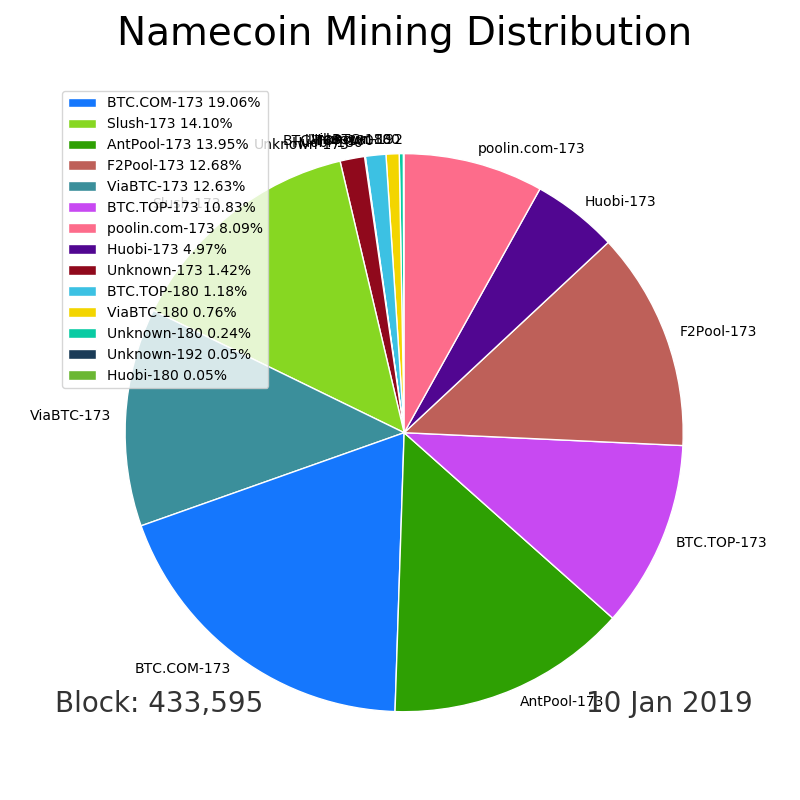 Namecoin Mining Distribution
BTC.COM-173 19.06%
Slush-173 14.10%
AntPool-173 13.95%
F2Pool-173 12.68%
ViaBTC-173 12.63%
BTC.TOP-173 10.83%
poolin.com-173 8.09%
Huobi-173 4.97%
Unknown-173 1.42%
BTC.TOP-180 1.18%
ViaBTC-180 0.76%
Unknown-180 0.24%
Unknown-192 0.05%
Huobi-180 0.05%
poolin.com-173
Huobi-173
F2Pool-173
BTC.TOP-173
AntPool-173
BTC.COM-173
ViaBTC-173
Slush-173
Unknown-173
Block: 433,595
10 Jan 2019